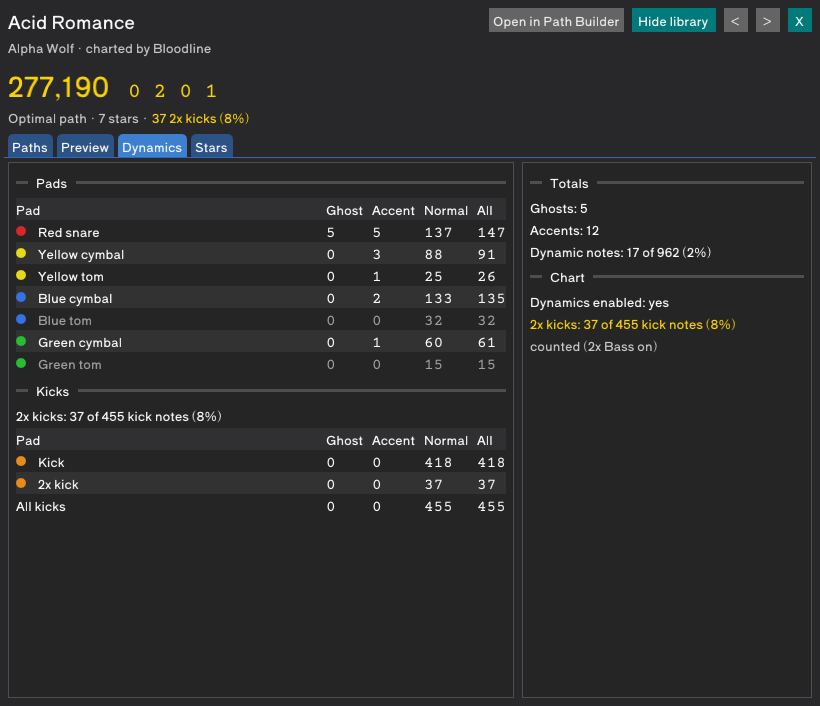 Acid Romance
Open in Path Builder Hide library < > X
Alpha Wolf · charted by Bloodline
277,190 0 2 0 1
Optimal path · 7 stars · 37 2x kicks (8%)
Paths Preview Dynamics Stars
Pads
Pad Ghost Accent Normal All
Red snare 5 5 137 147
Yellow cymbal 0 3 88 91
Yellow tom 0 1 25 26
Blue cymbal 0 2 133 135
Blue tom 0 0 32 32
Green cymbal 0 1 60 61
Green tom 0 0 15 15
Kicks
2x kicks: 37 of 455 kick notes (8%)
Pad Ghost Accent Normal All
Kick 0 0 418 418
2x kick 0 0 37 37
All kicks 0 0 455 455
Totals
Ghosts: 5
Accents: 12
Dynamic notes: 17 of 962 (2%)
Chart
Dynamics enabled: yes
2x kicks: 37 of 455 kick notes (8%)
counted (2x Bass on)